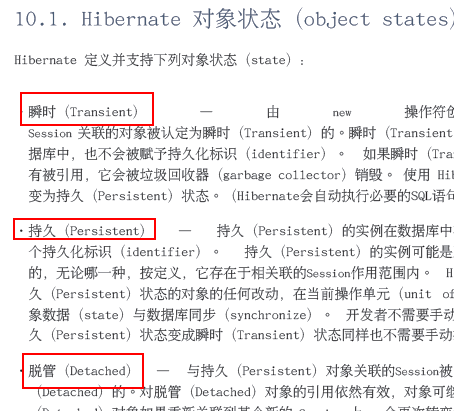 10.1. Hibernate 对象状态 (object states)
Hibernate 定义并支持下列对象状态 (state) :
·瞬时 (Transient) — 由 new 操作符创
Session 关联的对象被认定为瞬时 (Transient) 的。瞬时 (Transient
据库中, 也不会被赋予持久化标识 (identifier) 。 如果瞬时 (Tra
有被引用, 它会被垃圾回收器 (garbage collector) 销毁。 使用 Hib
变为持久 (Persistent) 状态。 (Hibernate会自动执行必要的SQL语句
·持久 (Persistent) — 持久 (Persistent) 的实例在数据库中
个持久化标识 (identifier) 。 持久 (Persistent) 的实例可能是
的, 无论哪一种, 按定义, 它存在于相关联的Session作用范围内。 H
久 (Persistent) 状态的对象的任何改动, 在当前操作单元 (unit of
象数据 (state) 与数据库同步 (synchronize) 。 开发者不需要手动
久 (Persistent) 状态变成瞬时 (Transient) 状态同样也不需要手动
·脱管 (Detached) — 与持久 (Persistent) 对象关联的Session被
(Detached) 的。对脱管 (Detached) 对象的引用依然有效, 对象可继